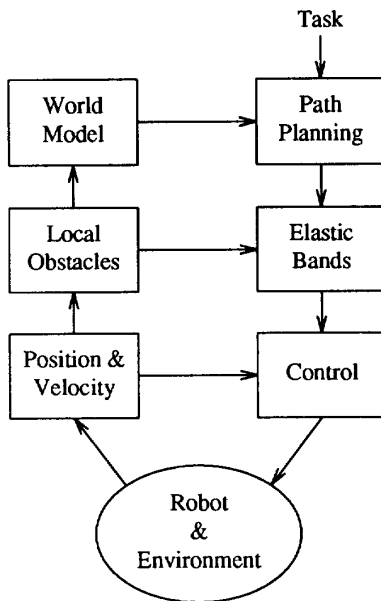 Task
World
Model
Path
Planning
Local
Obstacles
Elastic
Bands
Position &
Velocity
Control
Robot
&
Environment